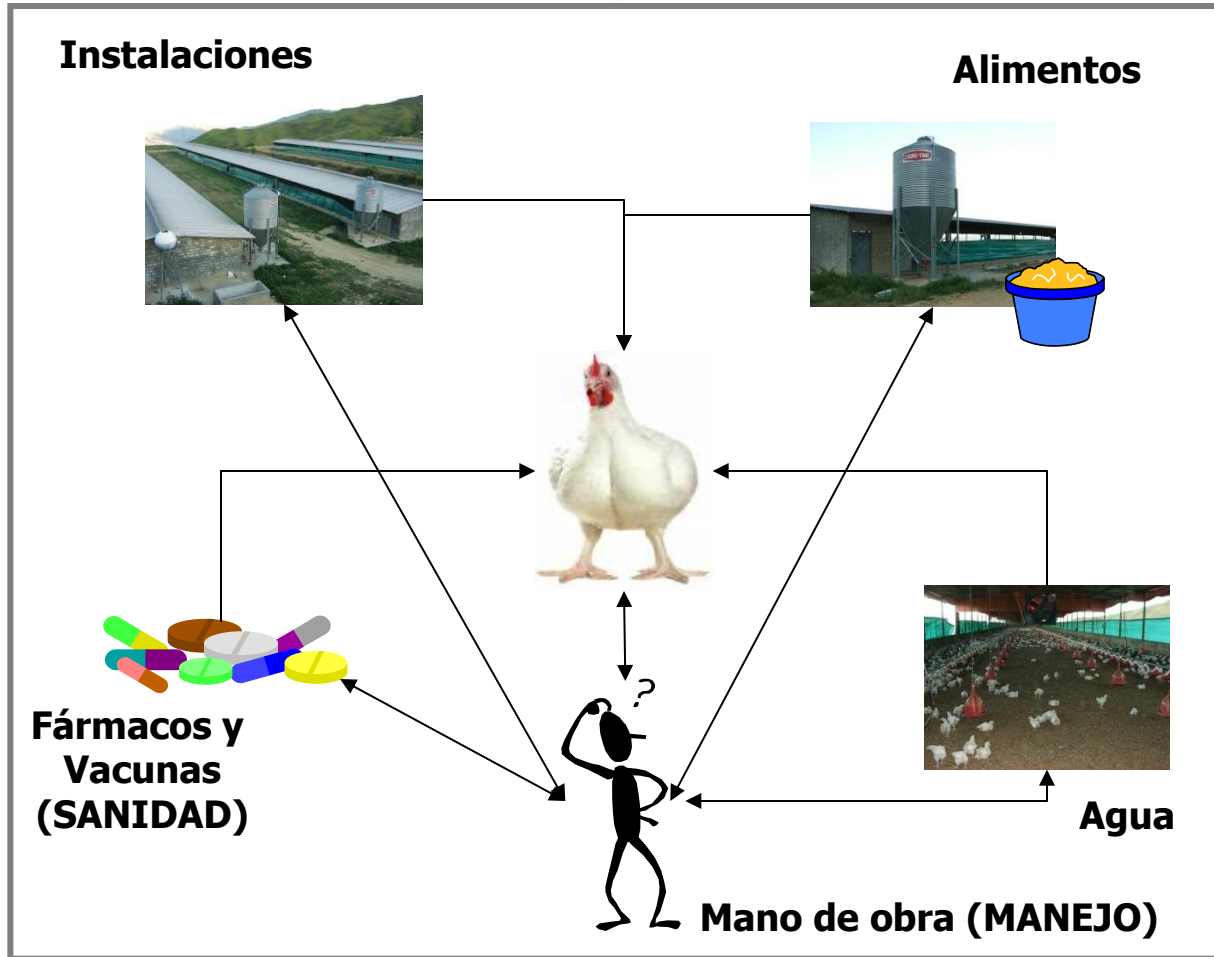 Instalaciones
Alimentos
?
Fármacos y
Vacunas
(SANIDAD)
Agua
Mano de obra (MANEJO)